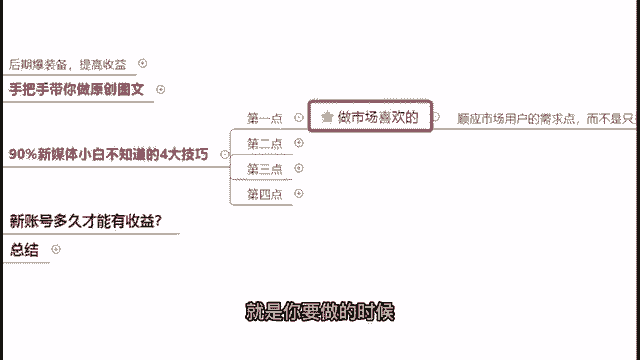 后期爆装备，提高收益
手把手带你做原创图文
90%新媒体小白不知道的4大技巧
第一点
做市场喜欢的
顺应市场用户的需求点，而不是只
第二点
第三点
第四点
新账号多久才能有收益？
总结
就是你要做的时候